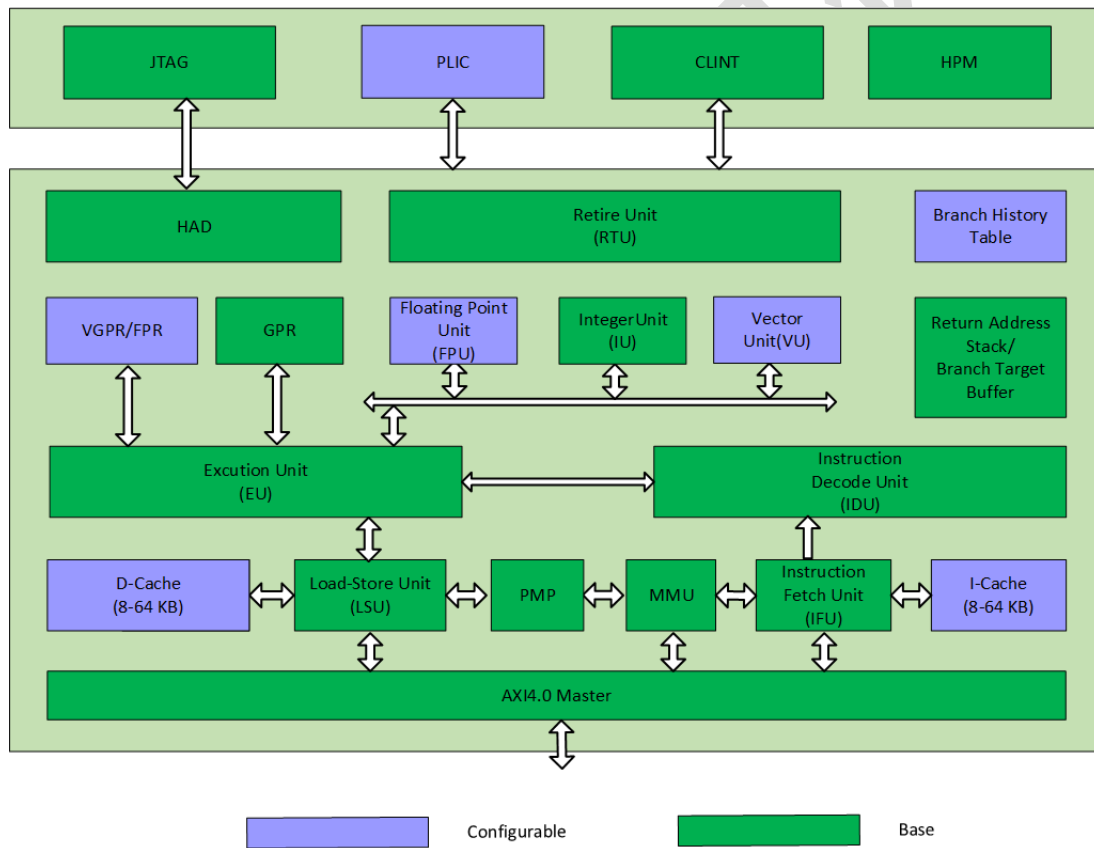 JTAG
PLIC
CLINT
HPM
HAD
Retire Unit
(RTU)
Branch History
Table
VGPR/FPR
GPR
Floating Point
Unit
(FPU)
IntegerUnit
(IU)
Vector
Unit(VU)
Return Address
Stack/
Branch Target
Buffer
Excution Unit
(EU)
Instruction
Decode Unit
(IDU)
D-Cache
(8-64 KB)
Load-Store Unit
(LSU)
PMP
MMU
Instruction
Fetch Unit
(IFU)
I-Cache
(8-64 KB)
AXI4.0 Master
Configurable
Base